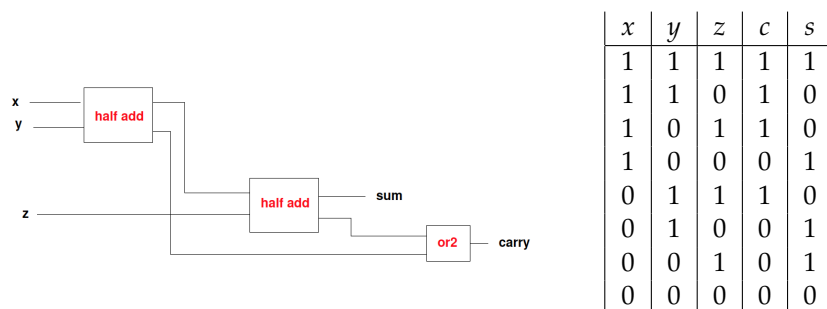 x
y
half add
z
half add
sum
or2
carry
x y z c s
1 1 1 1 1
1 1 0 1 0
1 0 1 1 0
1 0 0 0 1
0 1 1 1 0
0 1 0 0 1
0 0 1 0 1
0 0 0 0 0